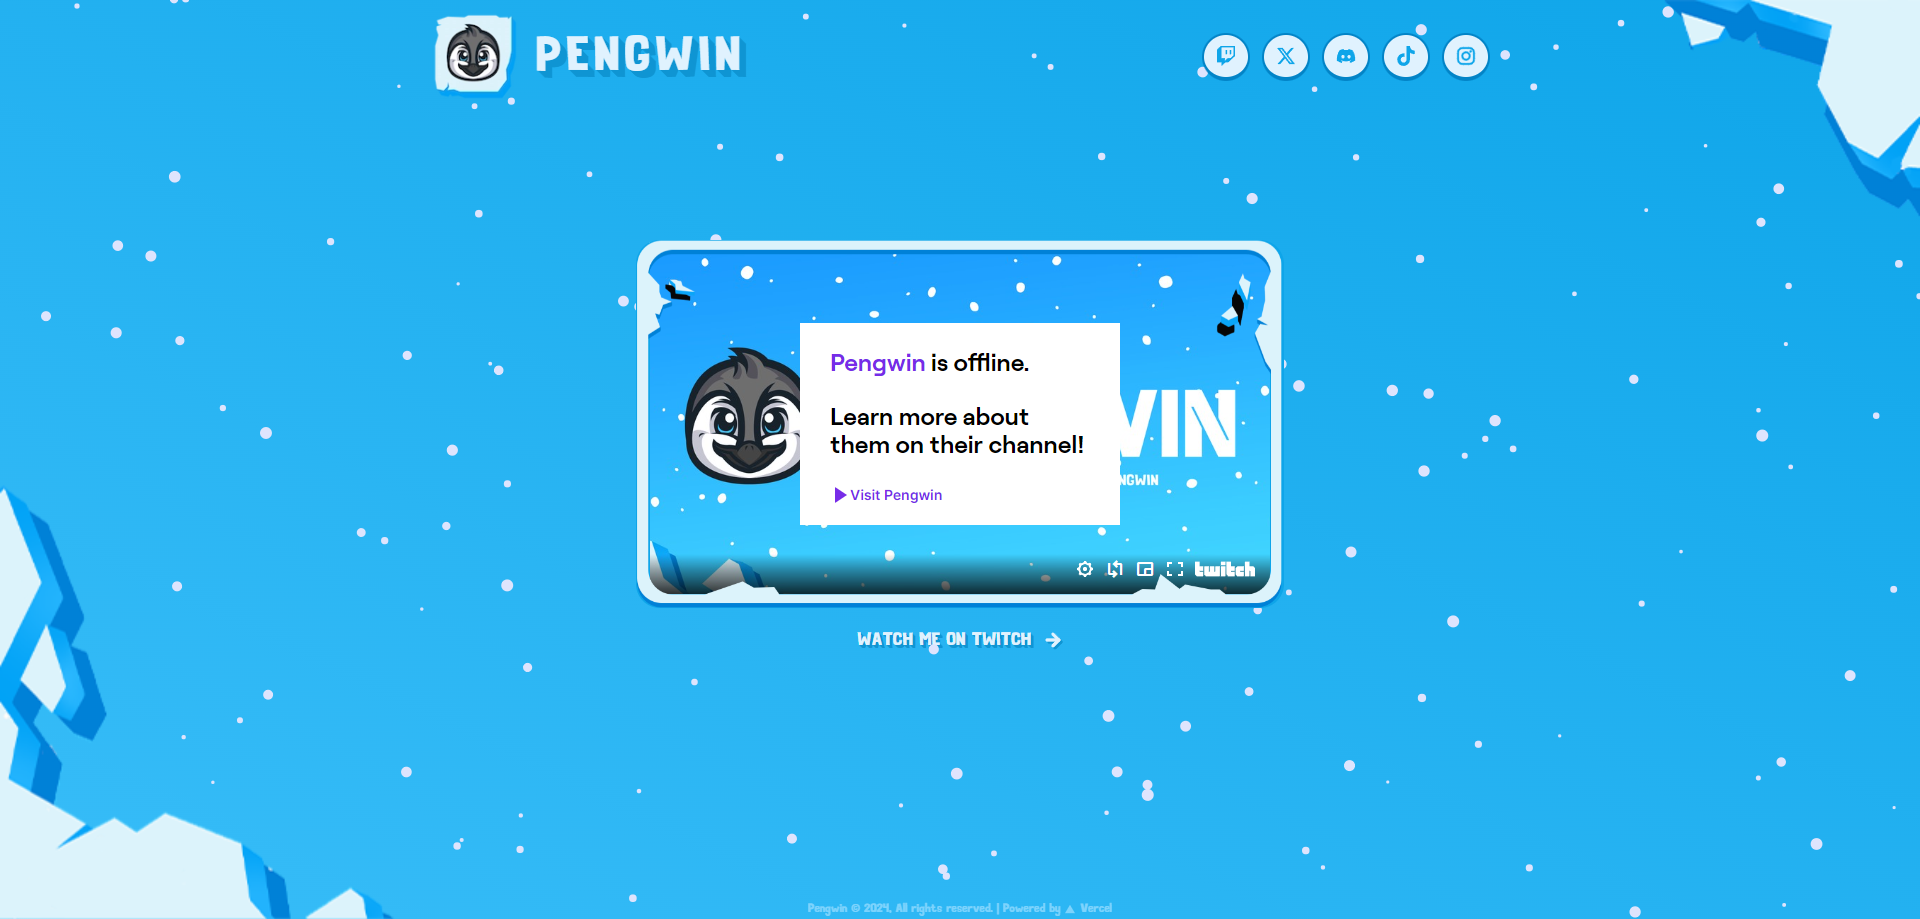 PENGWIN
Pengwin is offline.
Learn more about
them on their channel!
Visit Pengwin
WIN
NGWIN
twitch
WATCH ME ON TWITCH
Pengwin © 2024, All rights reserved. | Powered by ▲ Vercel